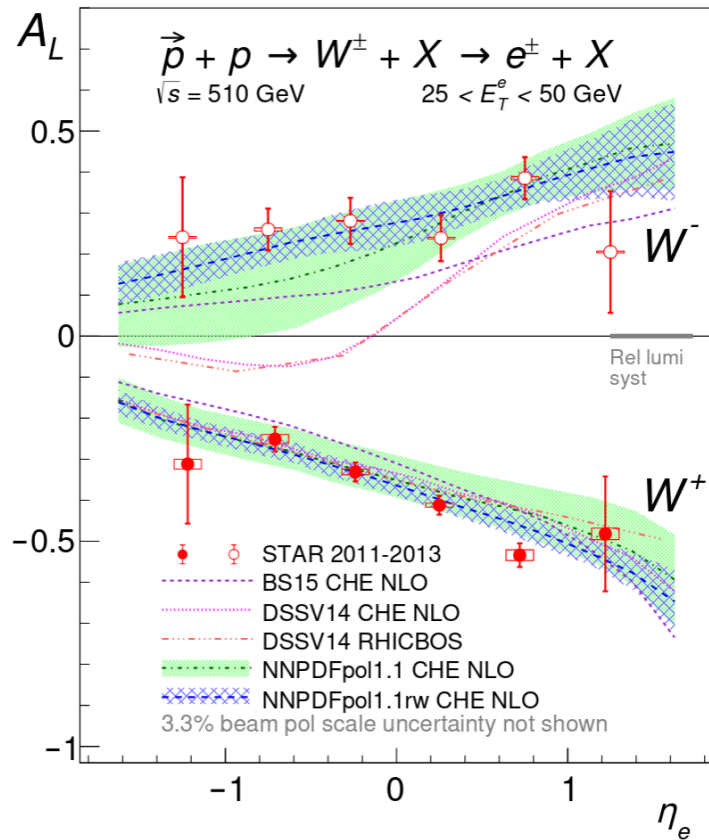 A_L
p⃗ + p → W^± + X → e^± + X
√s = 510 GeV 25 < E_T^e < 50 GeV
0.5
W^-
0
Rel lumi
syst
W^+
−0.5
STAR 2011-2013
BS15 CHE NLO
DSSV14 CHE NLO
DSSV14 RHICBOS
NNPDFpol1.1 CHE NLO
NNPDFpol1.1rw CHE NLO
3.3% beam pol scale uncertainty not shown
−1
−1 0 1
η_e